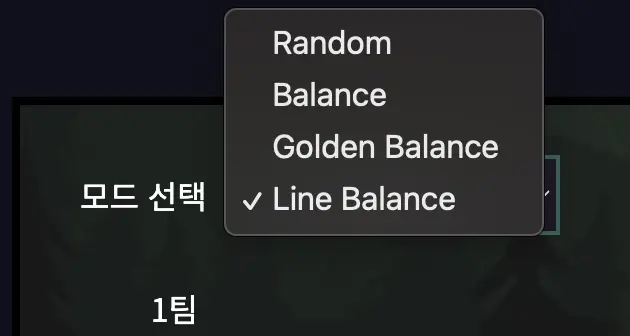 Random
Balance
Golden Balance
모드 선택 ✓ Line Balance
1팀